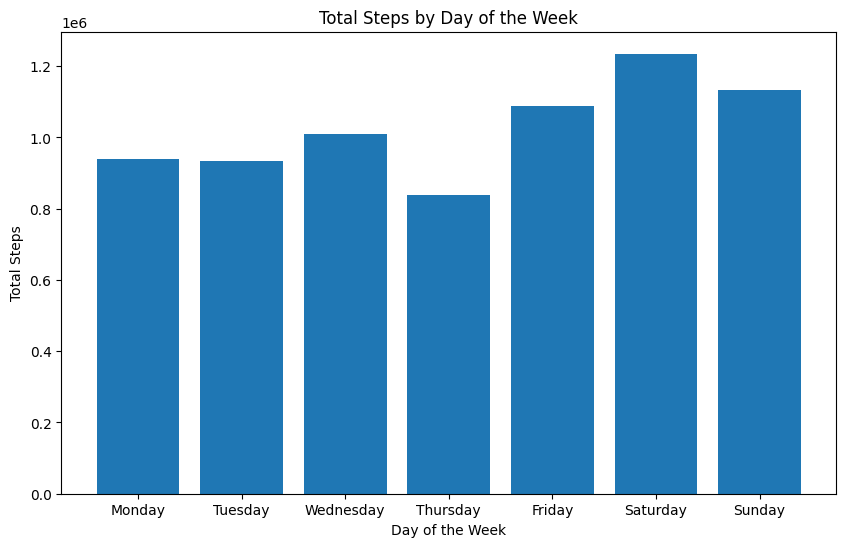 Total Steps by Day of the Week
1e6
1.2
1.0
0.8
0.6
0.4
0.2
0.0
Total Steps
Monday Tuesday Wednesday Thursday Friday Saturday Sunday
Day of the Week